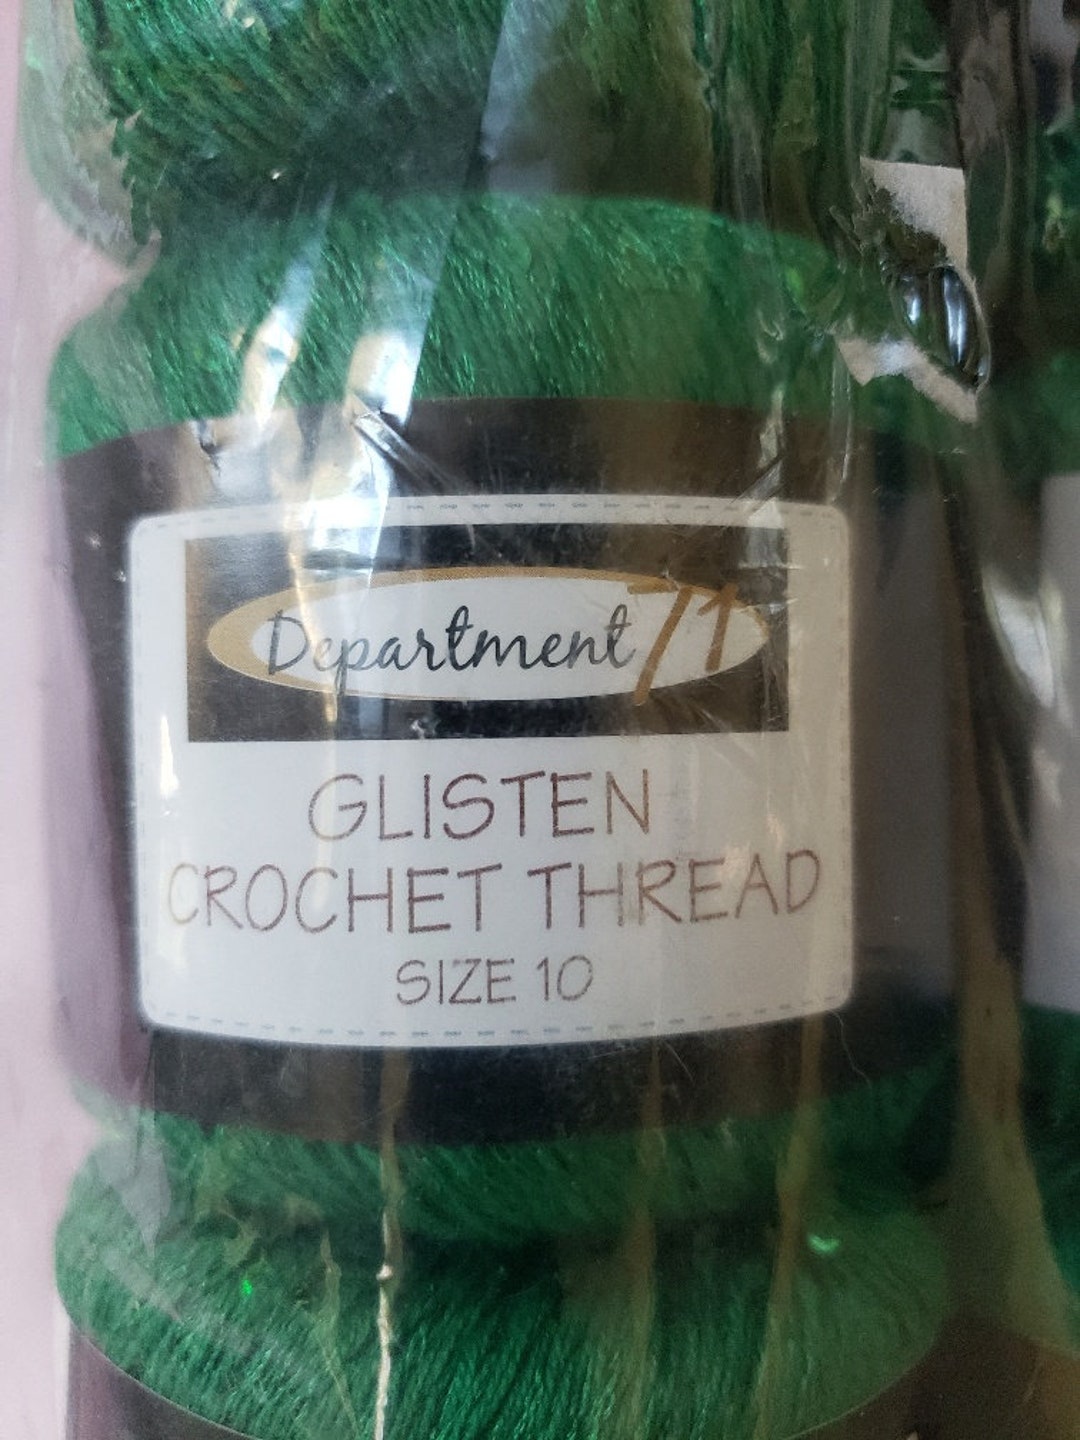 Department 71
GLISTEN
CROCHET THREAD
SIZE 10